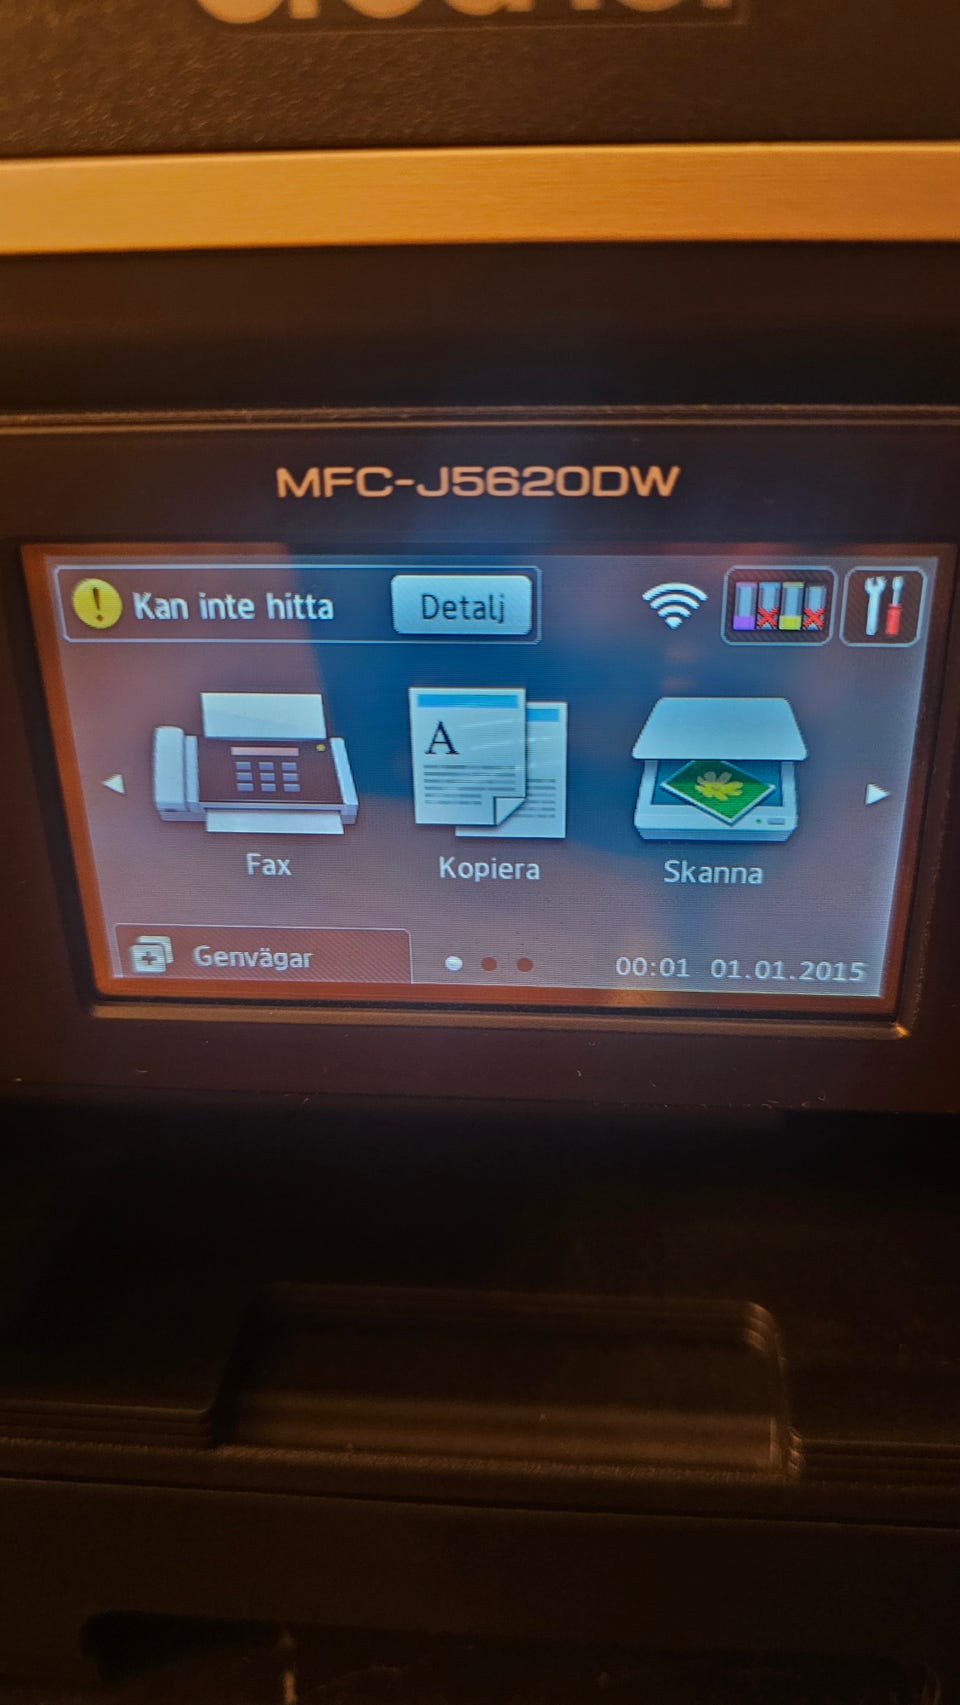 MFC-J5620DW
Kan inte hitta Detalj
A
Fax Kopiera Skanna
Genvägar 00:01 01.01.2015